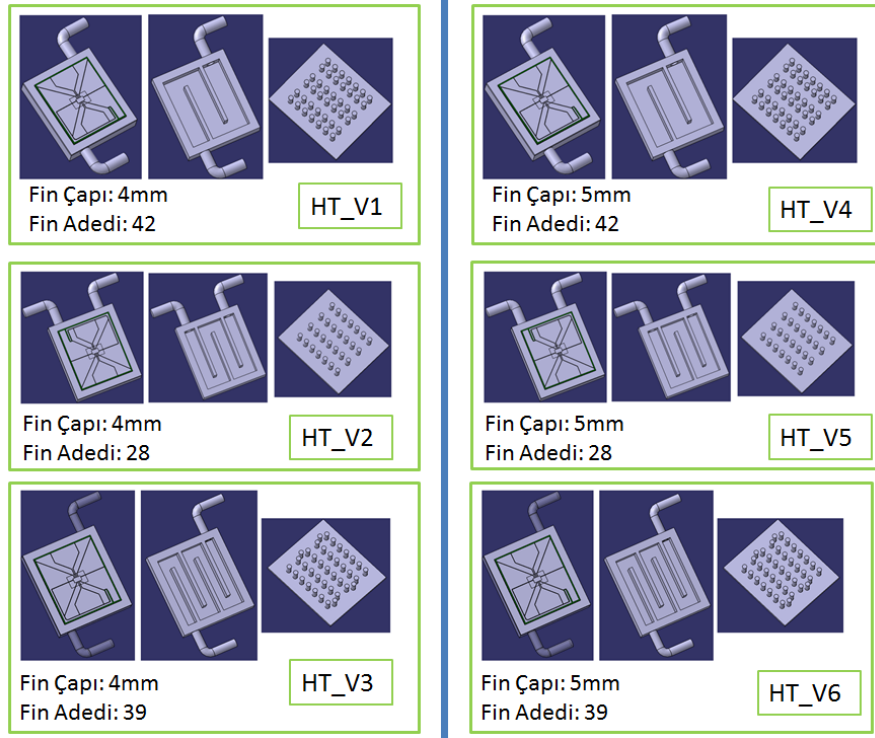 Fin Çapı: 4mm
Fin Adedi: 42
HT_V1
Fin Çapı: 4mm
Fin Adedi: 28
HT_V2
Fin Çapı: 4mm
Fin Adedi: 39
HT_V3
Fin Çapı: 5mm
Fin Adedi: 42
HT_V4
Fin Çapı: 5mm
Fin Adedi: 28
HT_V5
Fin Çapı: 5mm
Fin Adedi: 39
HT_V6